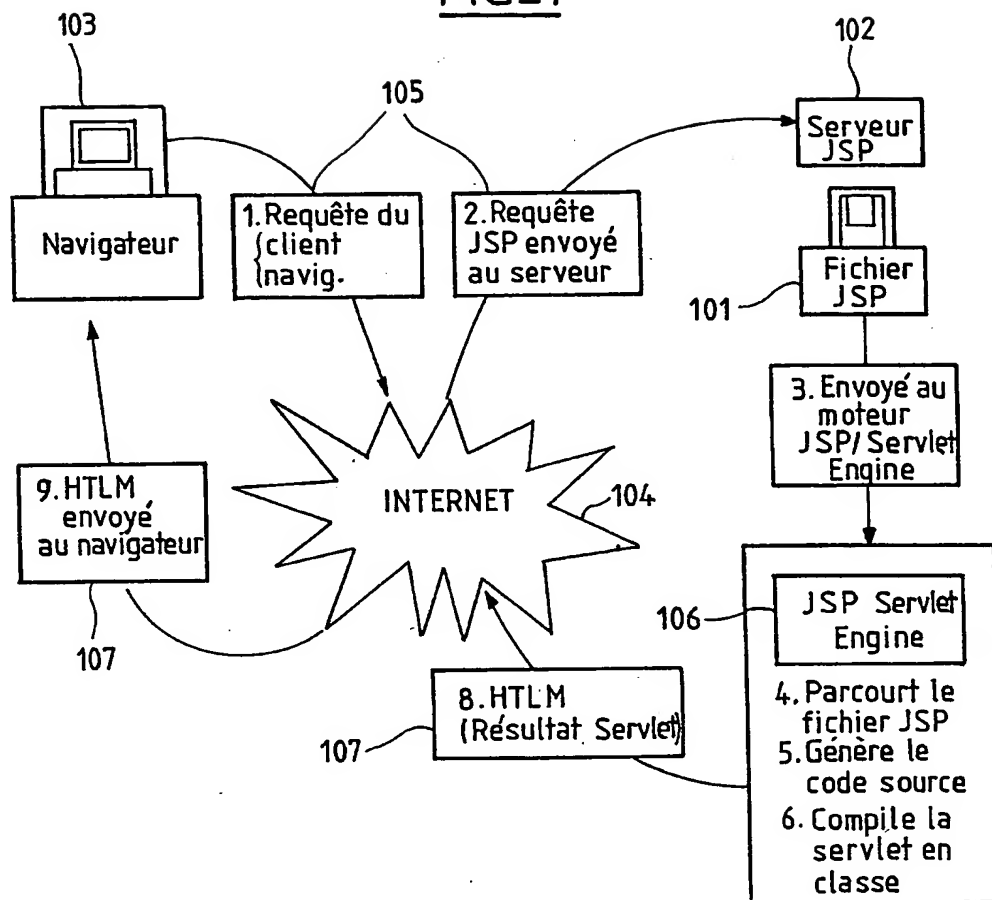 103
105
102
Serveur
JSP
Navigateur
1. Requête du
client
navig.
2. Requête
JSP envoyé
au serveur
Fichier
JSP
101
3. Envoyé au
moteur
JSP/Servlet
Engine
INTERNET
104
9. HTLM
envoyé
au navigateur
107
JSP Servlet
Engine
106
4. Parcourt le
fichier JSP
5. Génère le
code source
6. Compile la
servlet en
classe
8. HTLM
(Résultat Servlet)
107